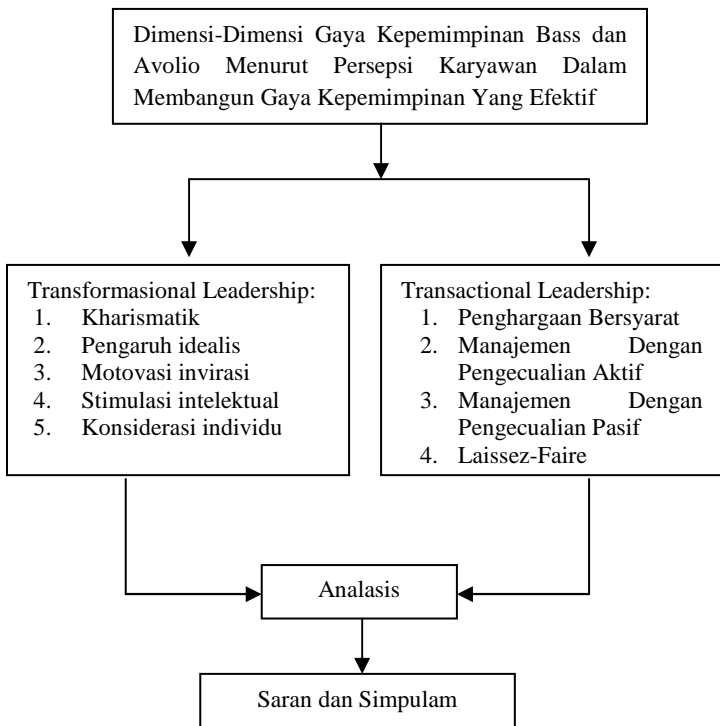 Dimensi-Dimensi Gaya Kepemimpinan Bass dan
Avolio Menurut Persepsi Karyawan Dalam
Membangun Gaya Kepemimpinan Yang Efektif
Transformasional Leadership:
1. Kharismatik
2. Pengaruh idealis
3. Motovasi invirasi
4. Stimulasi intelektual
5. Konsiderasi individu
Transactional Leadership:
1. Penghargaan Bersyarat
2. Manajemen Dengan
Pengecualian Aktif
3. Manajemen Dengan
Pengecualian Pasif
4. Laissez-Faire
Analasis
Saran dan Simpulam